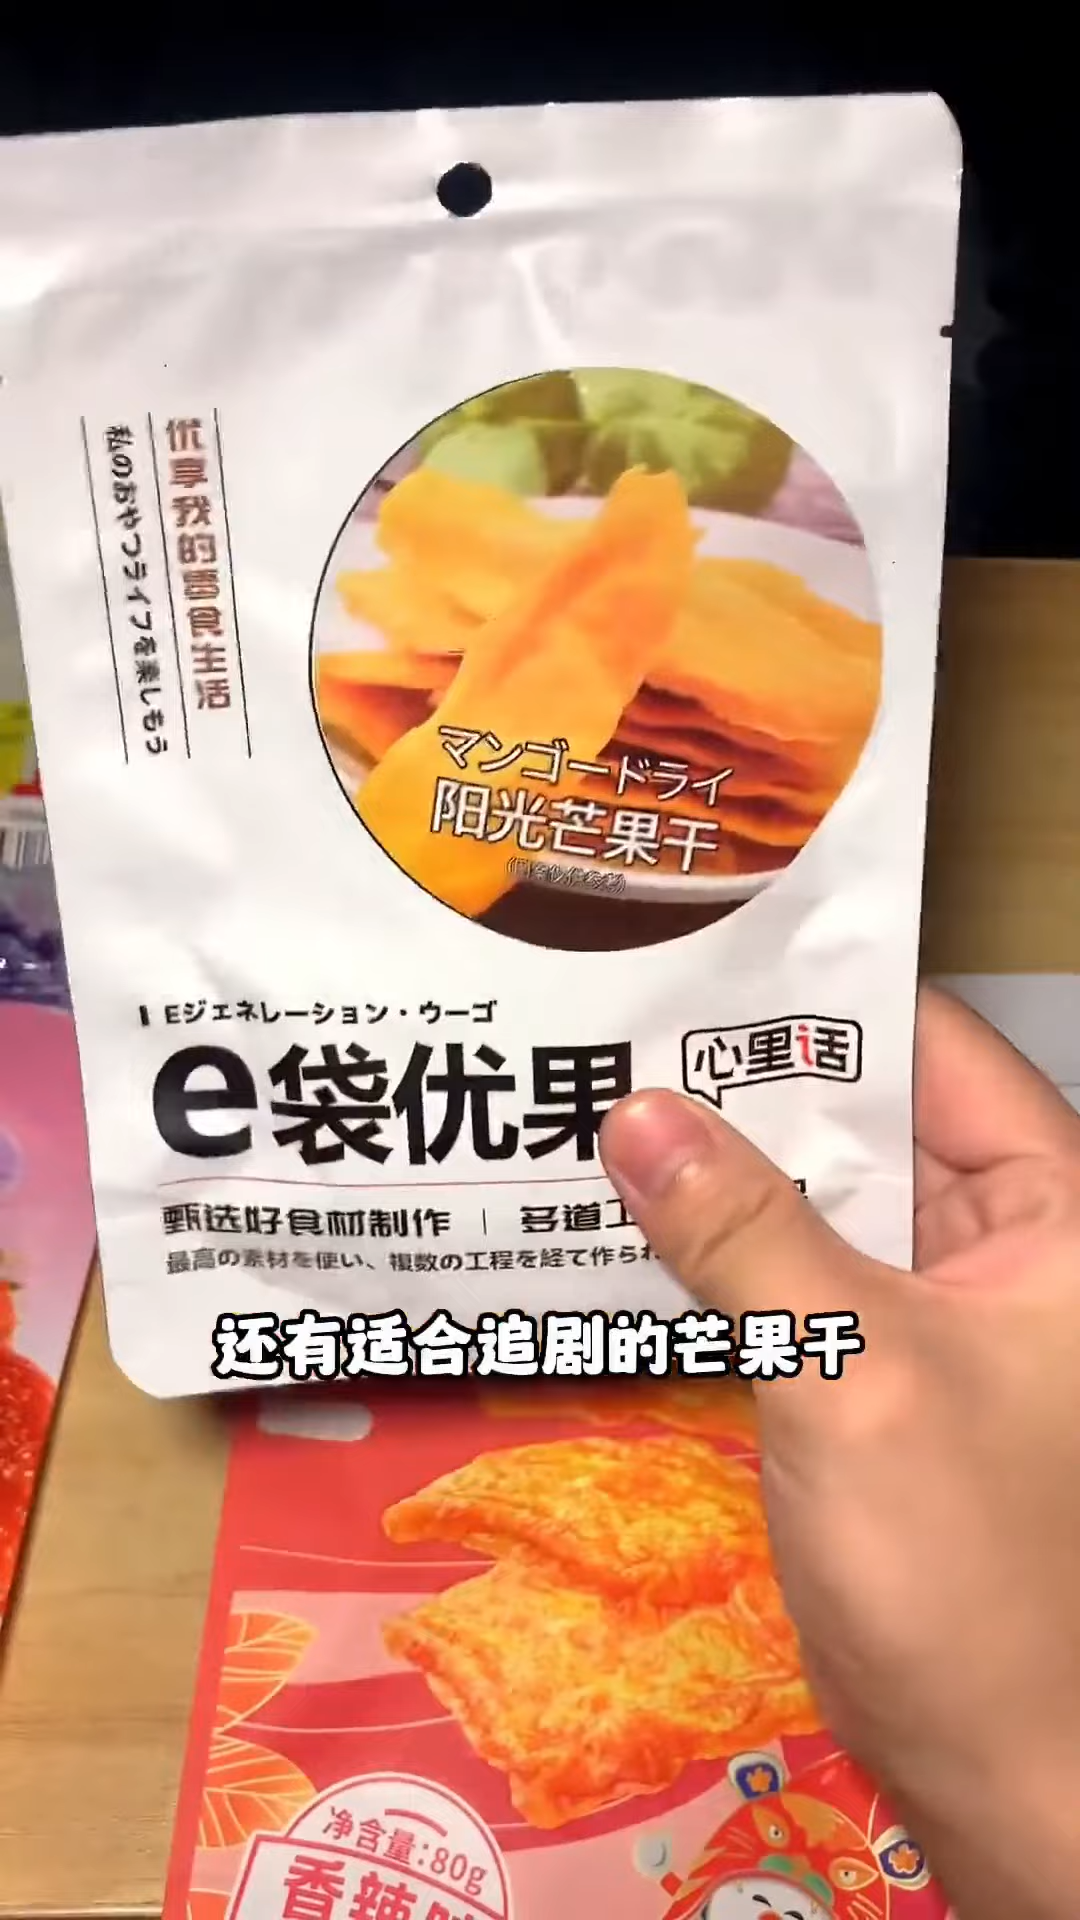 优享我的零食生活
私のおやつライフを楽しもう
マンゴードライ
阳光芒果干
Eジェネレーション・ウーゴ
e袋优果
心里话
甄选好食材制作 | 多道工
最高の素材を使い、複数の工程を経て作られ
还有适合追剧的芒果干
净含量:80g
香辣味